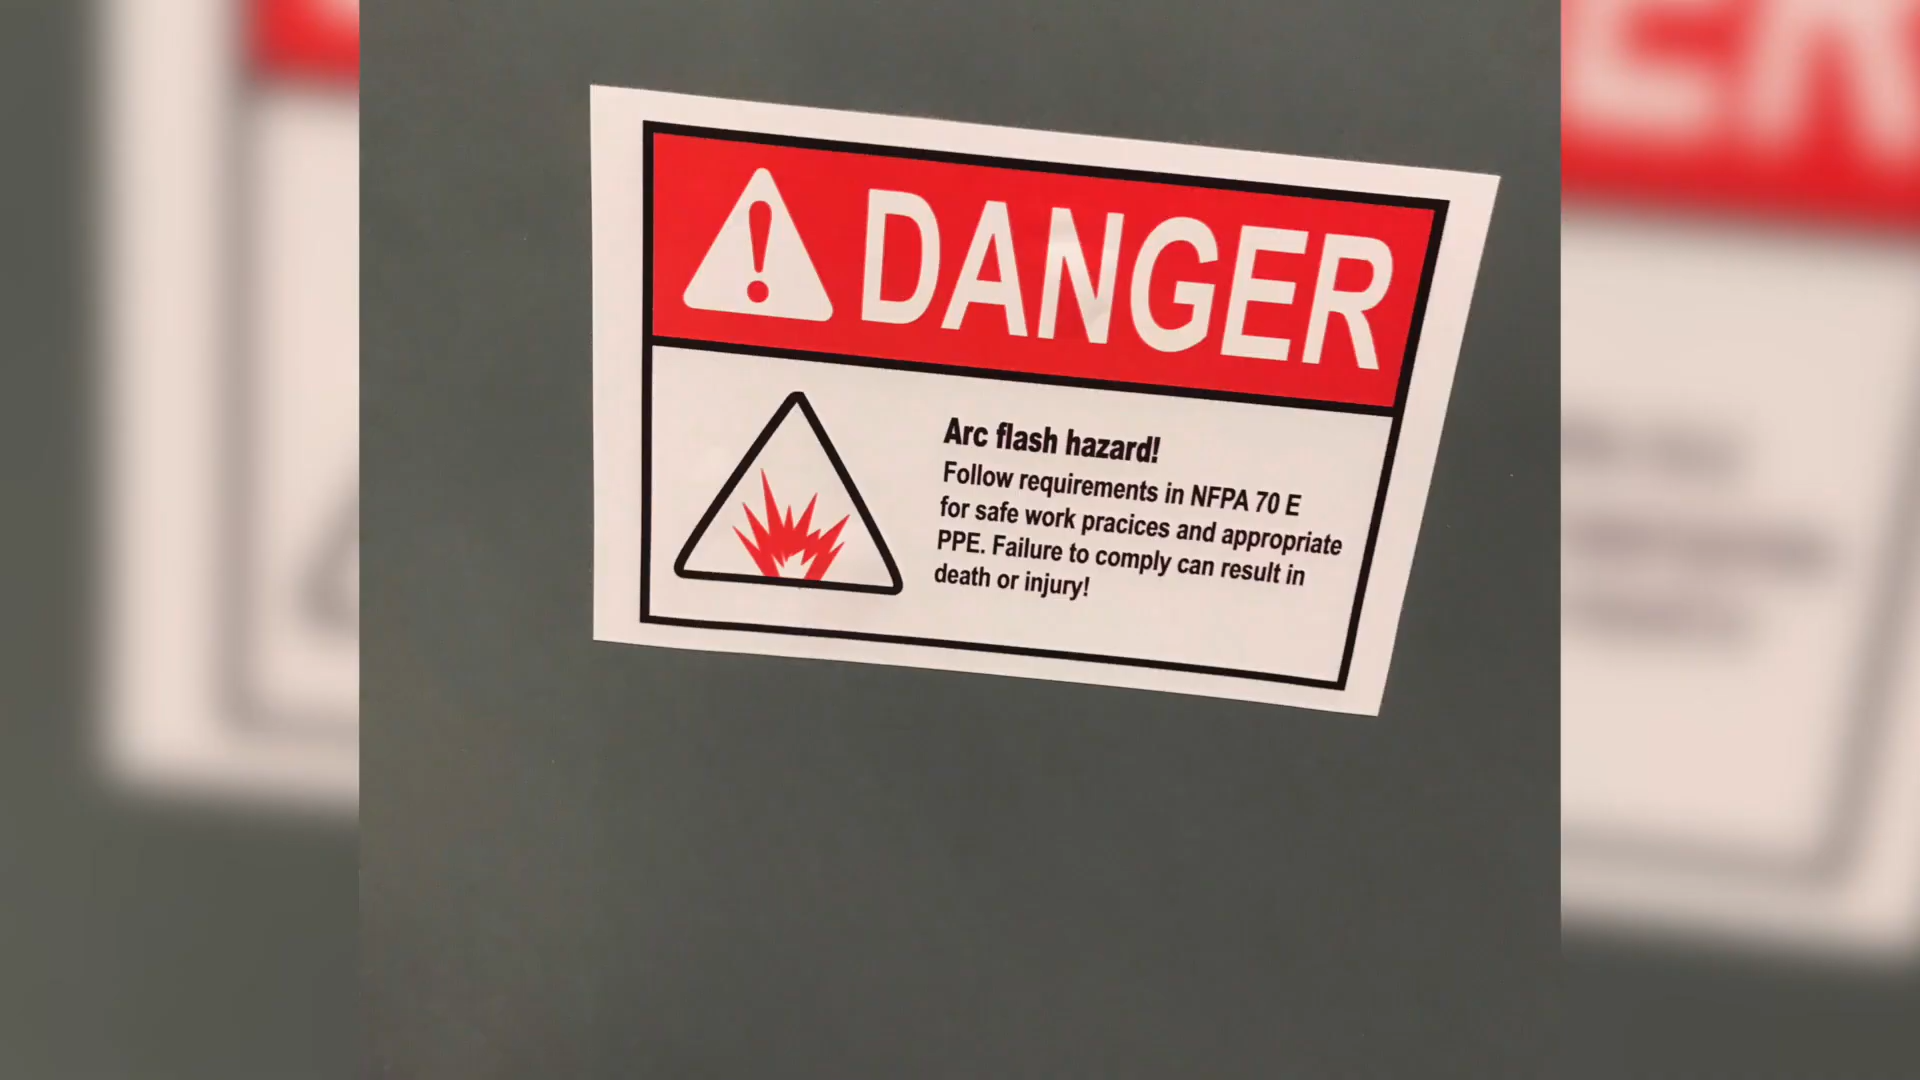 DANGER
Arc flash hazard!
Follow requirements in NFPA 70 E
for safe work pracices and appropriate
PPE. Failure to comply can result in
death or injury!